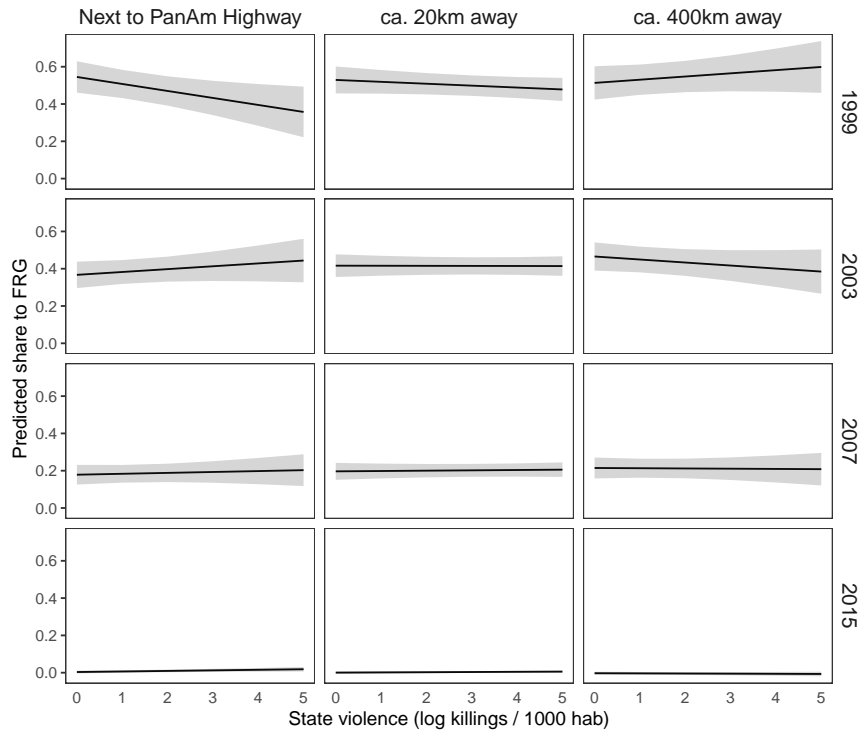 Next to PanAm Highway
ca. 20km away
ca. 400km away
0.6
0.4
0.2
0.0
1999
0.6
0.4
0.2
0.0
2003
0.6
0.4
0.2
0.0
2007
0.6
0.4
0.2
0.0
2015
Predicted share to FRG
0 1 2 3 4 5
0 1 2 3 4 5
0 1 2 3 4 5
State violence (log killings / 1000 hab)